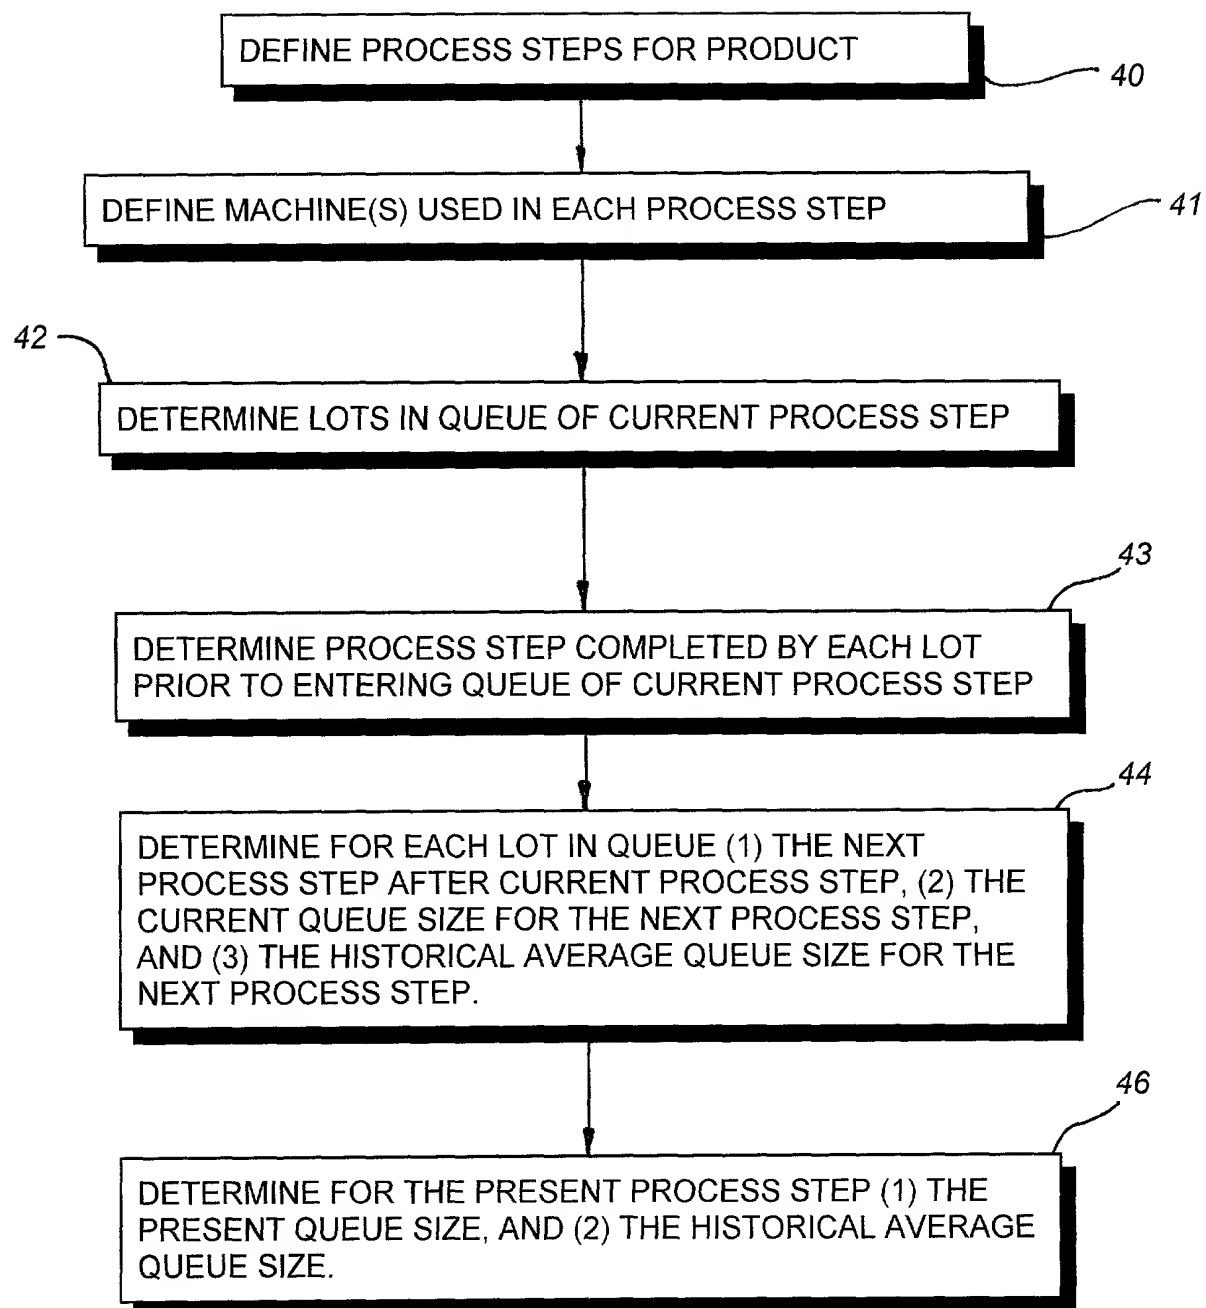 DEFINE PROCESS STEPS FOR PRODUCT
40
DEFINE MACHINE(S) USED IN EACH PROCESS STEP
41
42
DETERMINE LOTS IN QUEUE OF CURRENT PROCESS STEP
43
DETERMINE PROCESS STEP COMPLETED BY EACH LOT
PRIOR TO ENTERING QUEUE OF CURRENT PROCESS STEP
44
DETERMINE FOR EACH LOT IN QUEUE (1) THE NEXT
PROCESS STEP AFTER CURRENT PROCESS STEP, (2) THE
CURRENT QUEUE SIZE FOR THE NEXT PROCESS STEP,
AND (3) THE HISTORICAL AVERAGE QUEUE SIZE FOR THE
NEXT PROCESS STEP.
46
DETERMINE FOR THE PRESENT PROCESS STEP (1) THE
PRESENT QUEUE SIZE, AND (2) THE HISTORICAL AVERAGE
QUEUE SIZE.